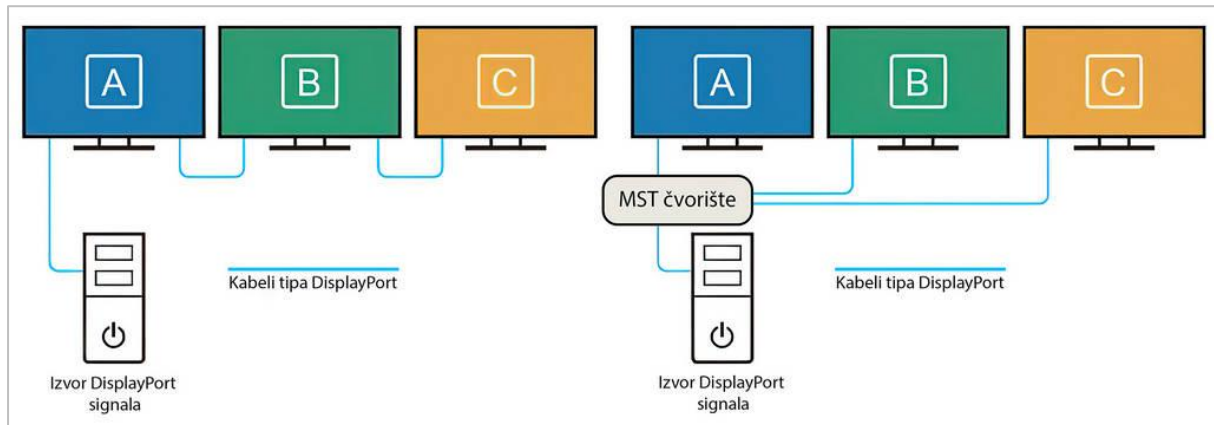 A
B
C
Kabeli tipa DisplayPort
Izvor DisplayPort
signala
A
B
C
MST čvorište
Kabeli tipa DisplayPort
Izvor DisplayPort
signala